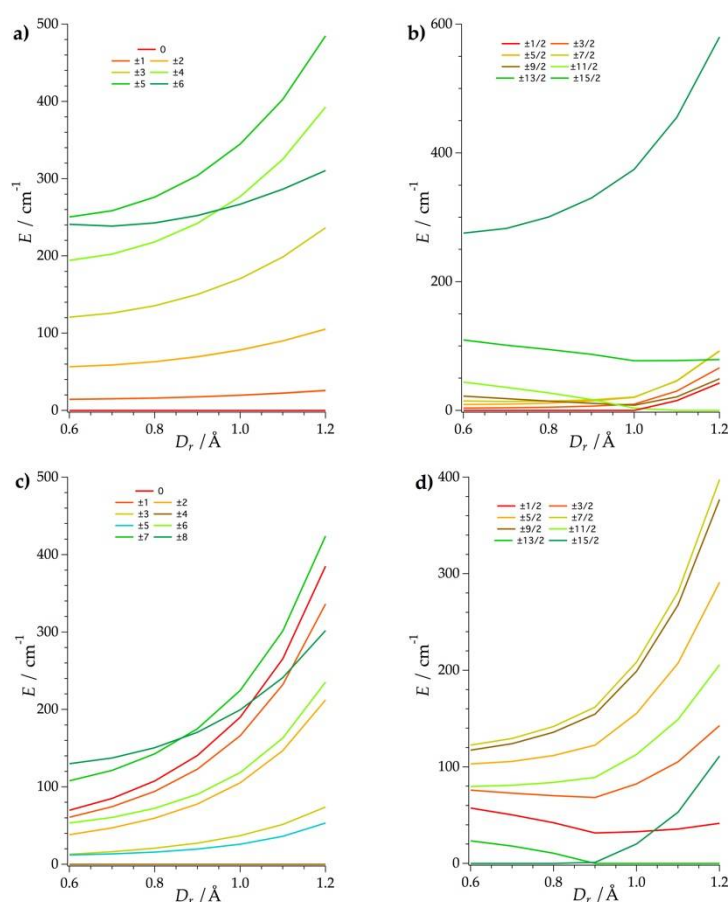 a)
500
400
300
200
100
0
E / cm⁻¹
0
±1 ±2
±3 ±4
±5 ±6
0.6 0.8 1.0 1.2
Dᵣ / Å
b)
600
400
200
0
E / cm⁻¹
±1/2 ±3/2
±5/2 ±7/2
±9/2 ±11/2
±13/2 ±15/2
0.6 0.8 1.0 1.2
Dᵣ / Å
c)
500
400
300
200
100
0
E / cm⁻¹
0
±1 ±2
±3 ±4
±5 ±6
±7 ±8
0.6 0.8 1.0 1.2
Dᵣ / Å
d)
400
300
200
100
0
E / cm⁻¹
±1/2 ±3/2
±5/2 ±7/2
±9/2 ±11/2
±13/2 ±15/2
0.6 0.8 1.0 1.2
Dᵣ / Å